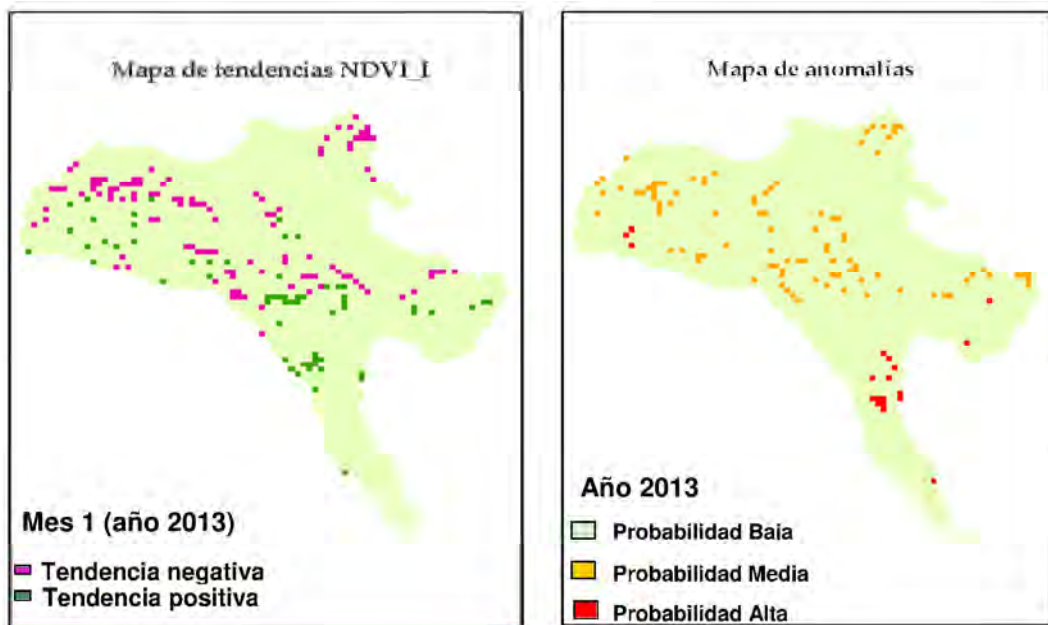 Mapa de tendencias NDVI_I
Mes 1 (año 2013)
Tendencia negativa
Tendencia positiva
Mapa de anomalías
Año 2013
Probabilidad Baia
Probabilidad Media
Probabilidad Alta